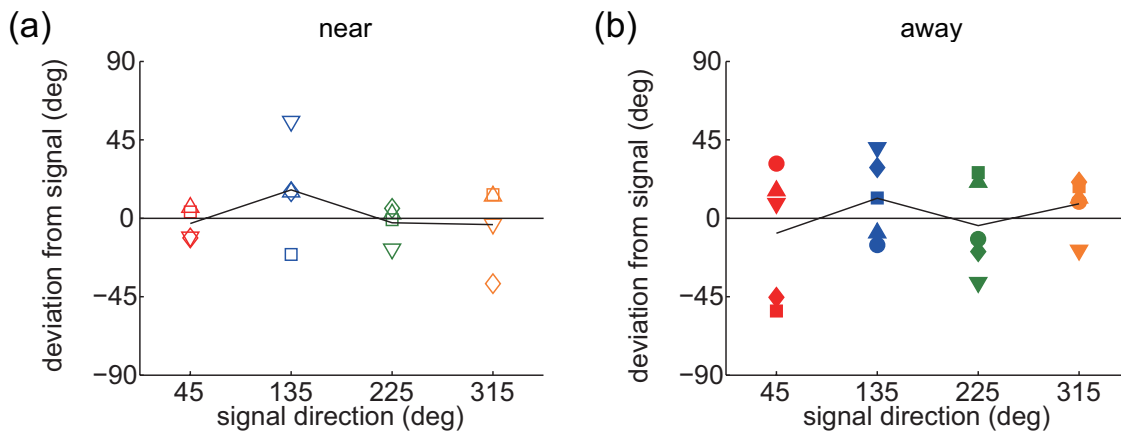 (a)
near
deviation from signal (deg)
90
45
0
−45
−90
45 135 225 315
signal direction (deg)
(b)
away
deviation from signal (deg)
90
45
0
−45
−90
45 135 225 315
signal direction (deg)